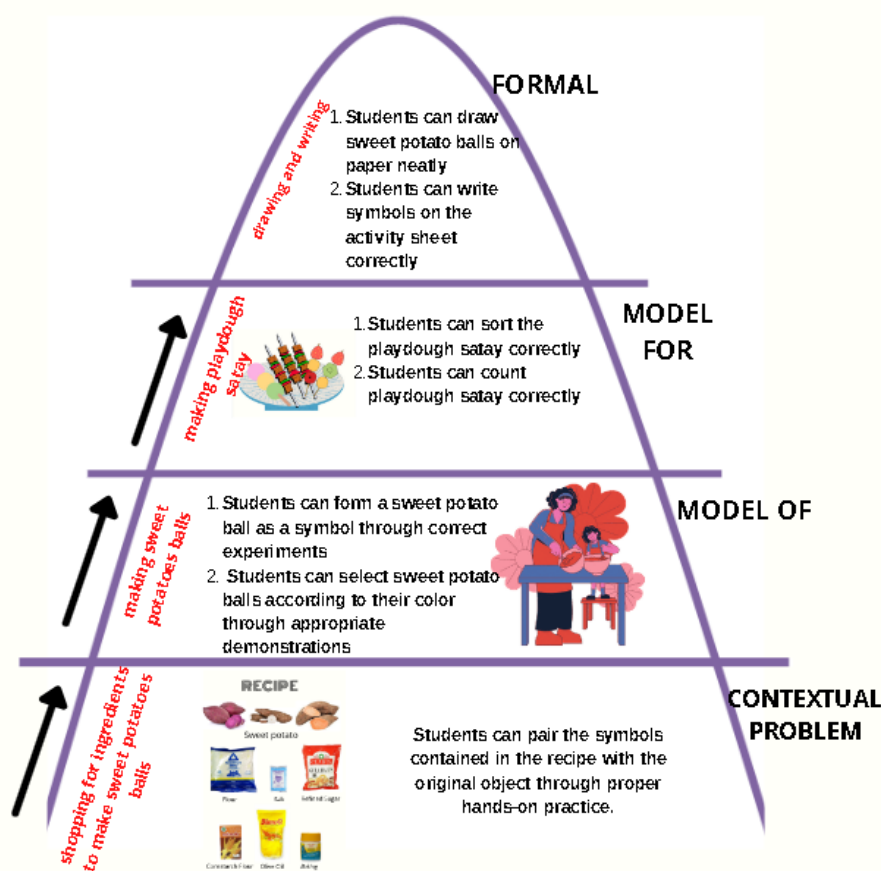 FORMAL
drawing and writing
1. Students can draw
sweet potato balls on
paper neatly
2. Students can write
symbols on the
activity sheet
correctly
MODEL
FOR
making playdough
satay
1. Students can sort the
playdough satay correctly
2. Students can count
playdough satay correctly
MODEL OF
making sweet
potatoes balls
1. Students can form a sweet potato
ball as a symbol through correct
experiments
2. Students can select sweet potato
balls according to their color
through appropriate
demonstrations
CONTEXTUAL
PROBLEM
shopping for ingredients
to make sweet potatoes
balls
RECIPE
Sweet potato
Flour
Salt
Refined Sugar
Cornstarch Flour
Olive Oil
Students can pair the symbols
contained in the recipe with the
original object through proper
hands-on practice.